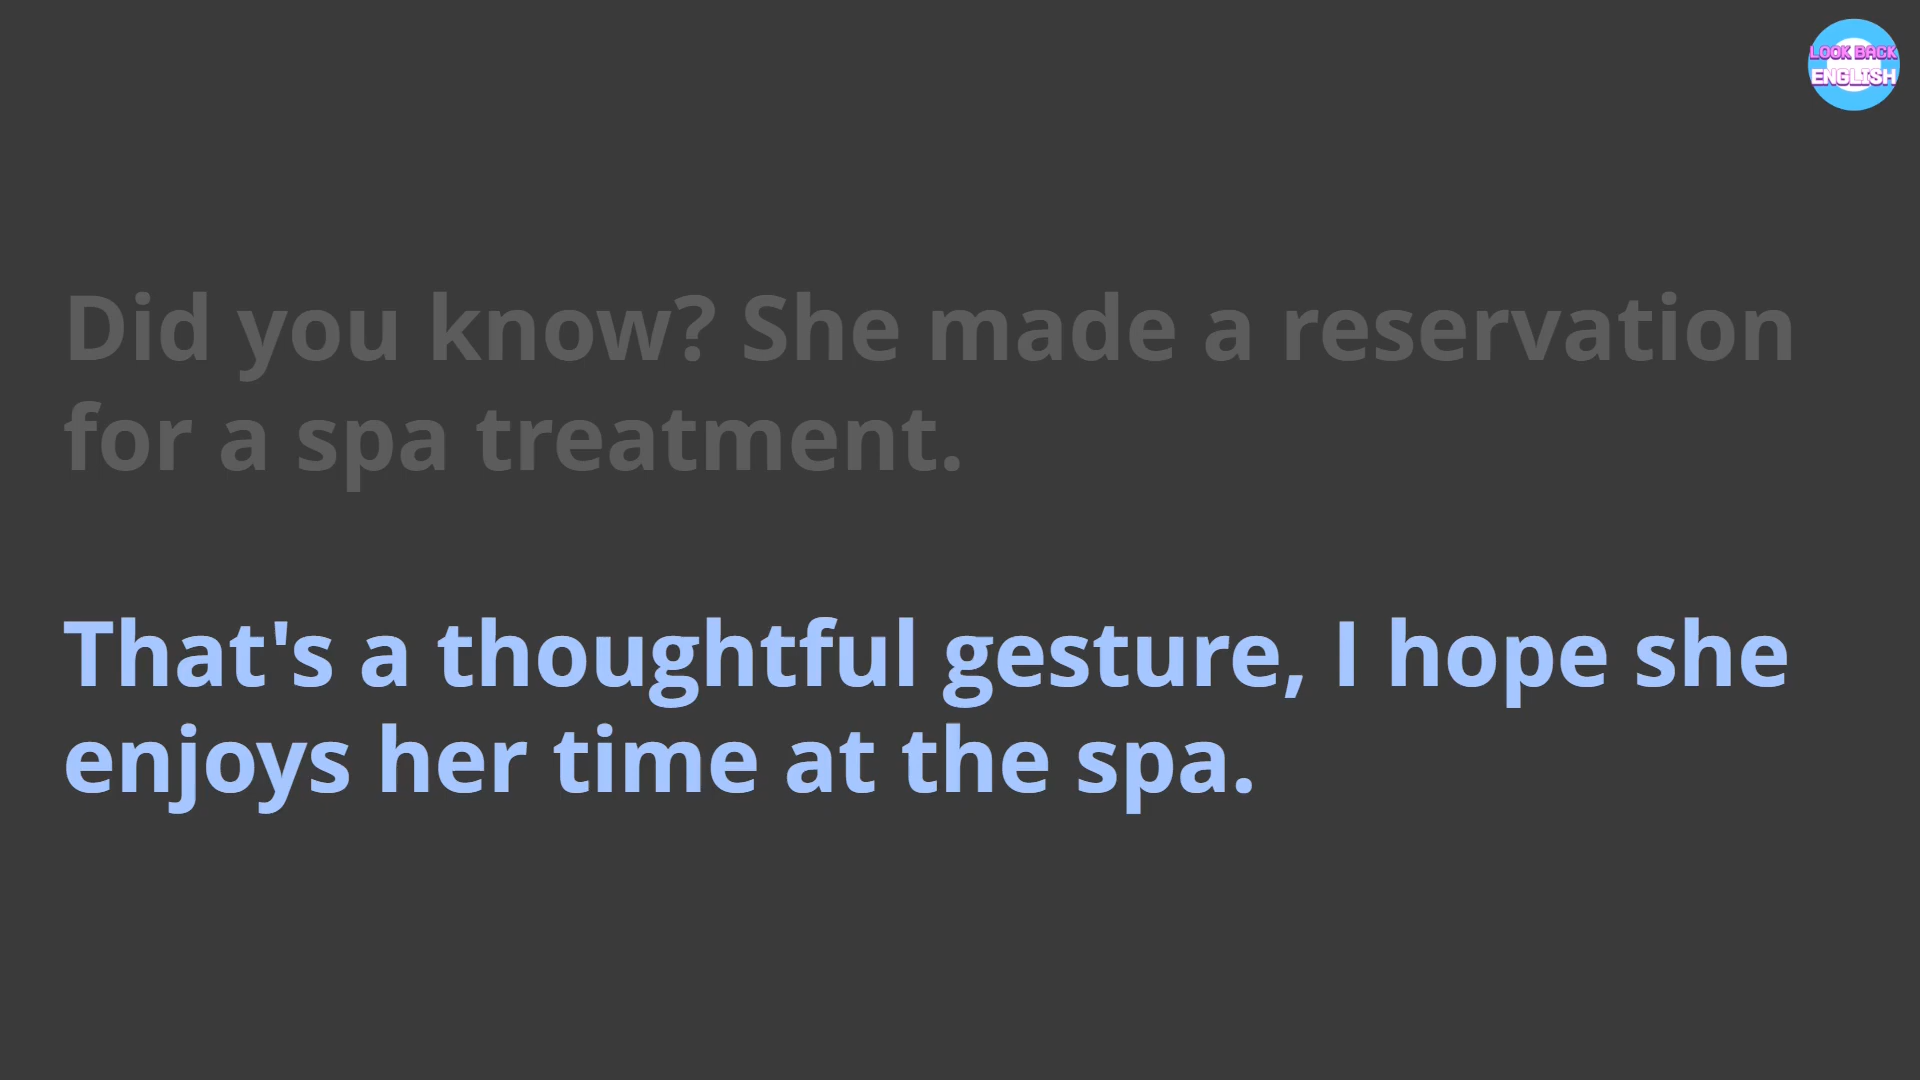 LOOK BACK
ENGLISH
Did you know? She made a reservation
for a spa treatment.
That's a thoughtful gesture, I hope she
enjoys her time at the spa.